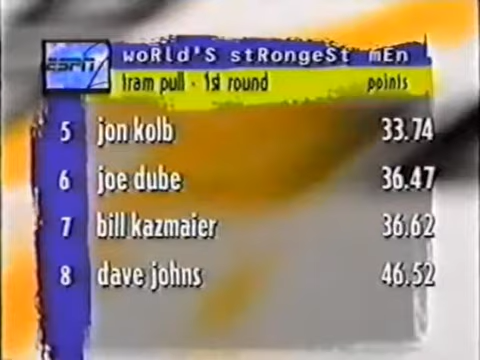 ESPN
woRld'S stRongeSt mEn
tram pull - 1st round points
5 jon kolb 33.74
6 joe dube 36.47
7 bill kazmaier 36.62
8 dave johns 46.52